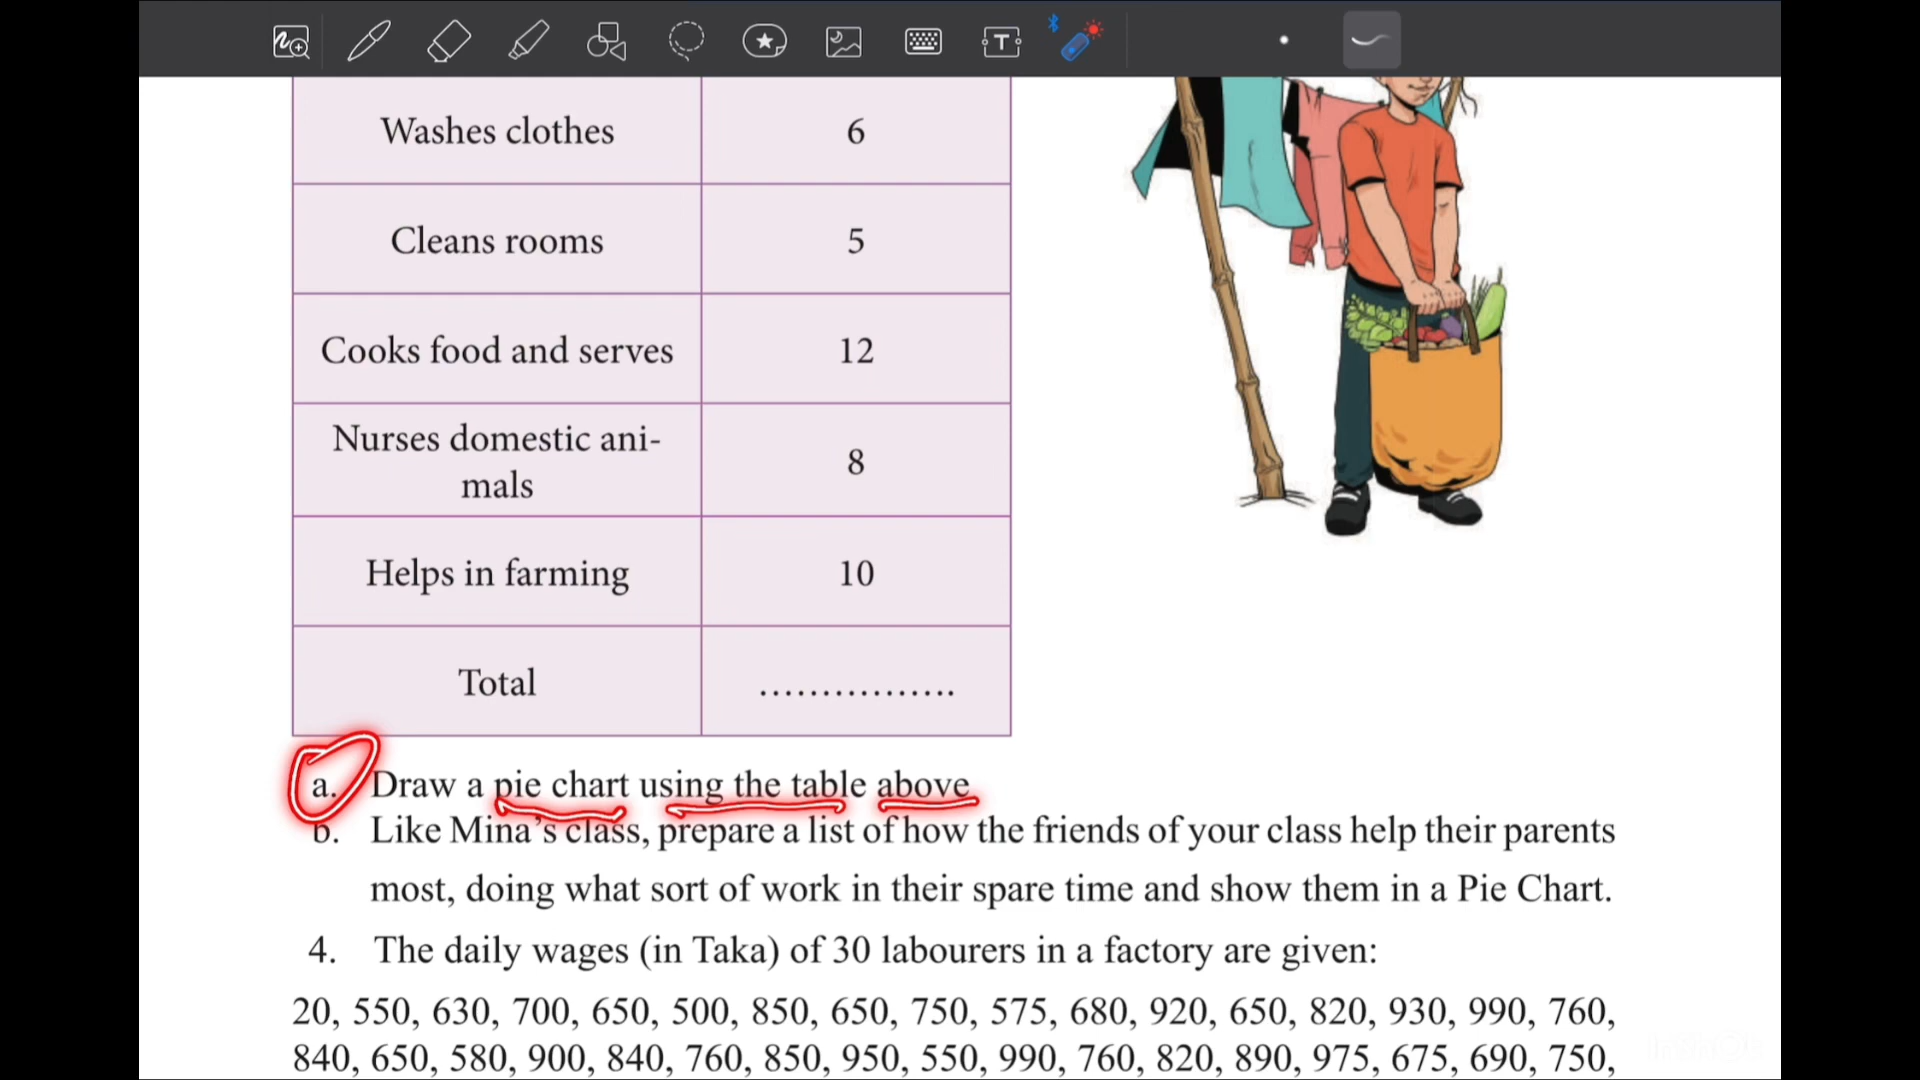 Washes clothes 6
Cleans rooms 5
Cooks food and serves 12
Nurses domestic ani-
mals 8
Helps in farming 10
Total ................
a. Draw a pie chart using the table above
b. Like Mina's class, prepare a list of how the friends of your class help their parents
most, doing what sort of work in their spare time and show them in a Pie Chart.
4. The daily wages (in Taka) of 30 labourers in a factory are given:
20, 550, 630, 700, 650, 500, 850, 650, 750, 575, 680, 920, 650, 820, 930, 990, 760,
840, 650, 580, 900, 840, 760, 850, 950, 550, 990, 760, 820, 890, 975, 675, 690, 750,